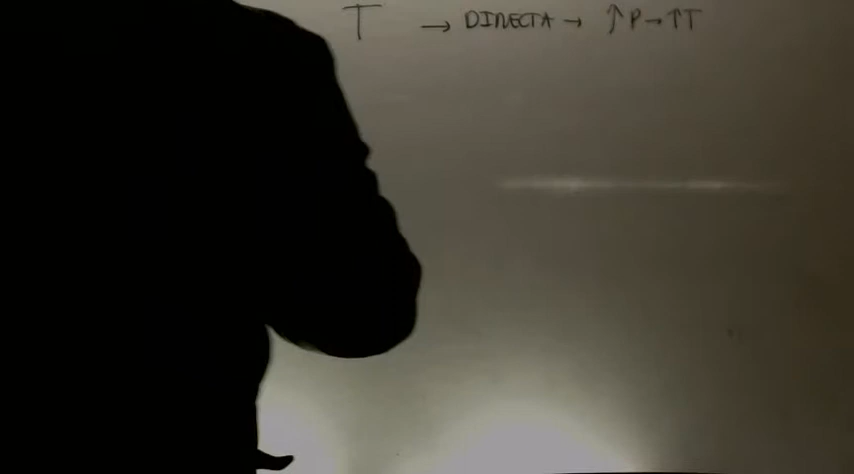 T → DIRECTA → ↑P→↑T